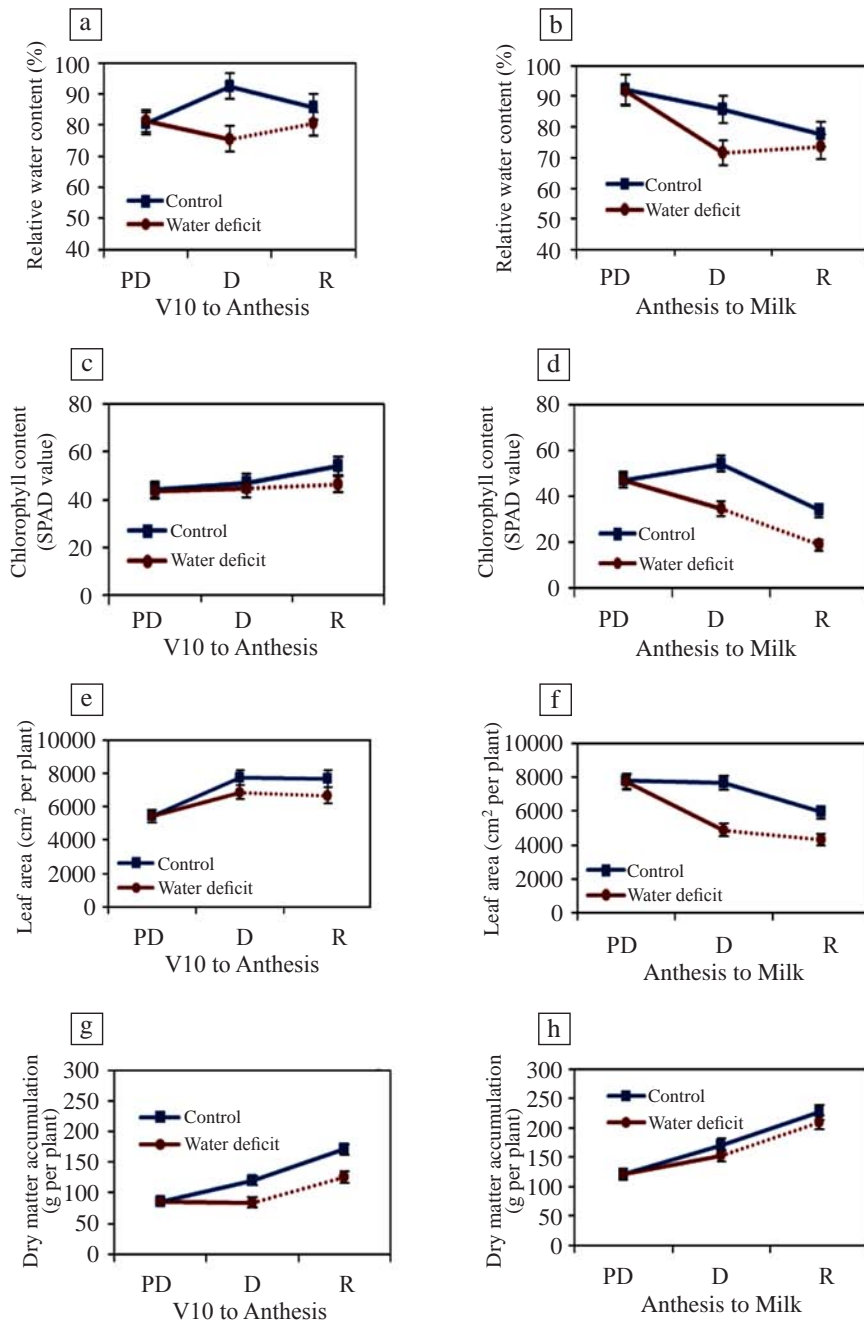 a
Relative water content (%)
100
90
80
70
60
50
40
Control
Water deficit
PD D R
V10 to Anthesis
b
Relative water content (%)
100
90
80
70
60
50
40
Control
Water deficit
PD D R
Anthesis to Milk
c
Chlorophyll content
(SPAD value)
80
60
40
20
0
Control
Water deficit
PD D R
V10 to Anthesis
d
Chlorophyll content
(SPAD value)
80
60
40
20
0
Control
Water deficit
PD D R
Anthesis to Milk
e
Leaf area (cm² per plant)
10000
8000
6000
4000
2000
0
Control
Water deficit
PD D R
V10 to Anthesis
f
Leaf area (cm² per plant)
10000
8000
6000
4000
2000
0
Control
Water deficit
PD D R
Anthesis to Milk
g
Dry matter accumulation
(g per plant)
300
250
200
150
100
50
0
Control
Water deficit
PD D R
V10 to Anthesis
h
Dry matter accumulation
(g per plant)
300
250
200
150
100
50
0
Control
Water deficit
PD D R
Anthesis to Milk